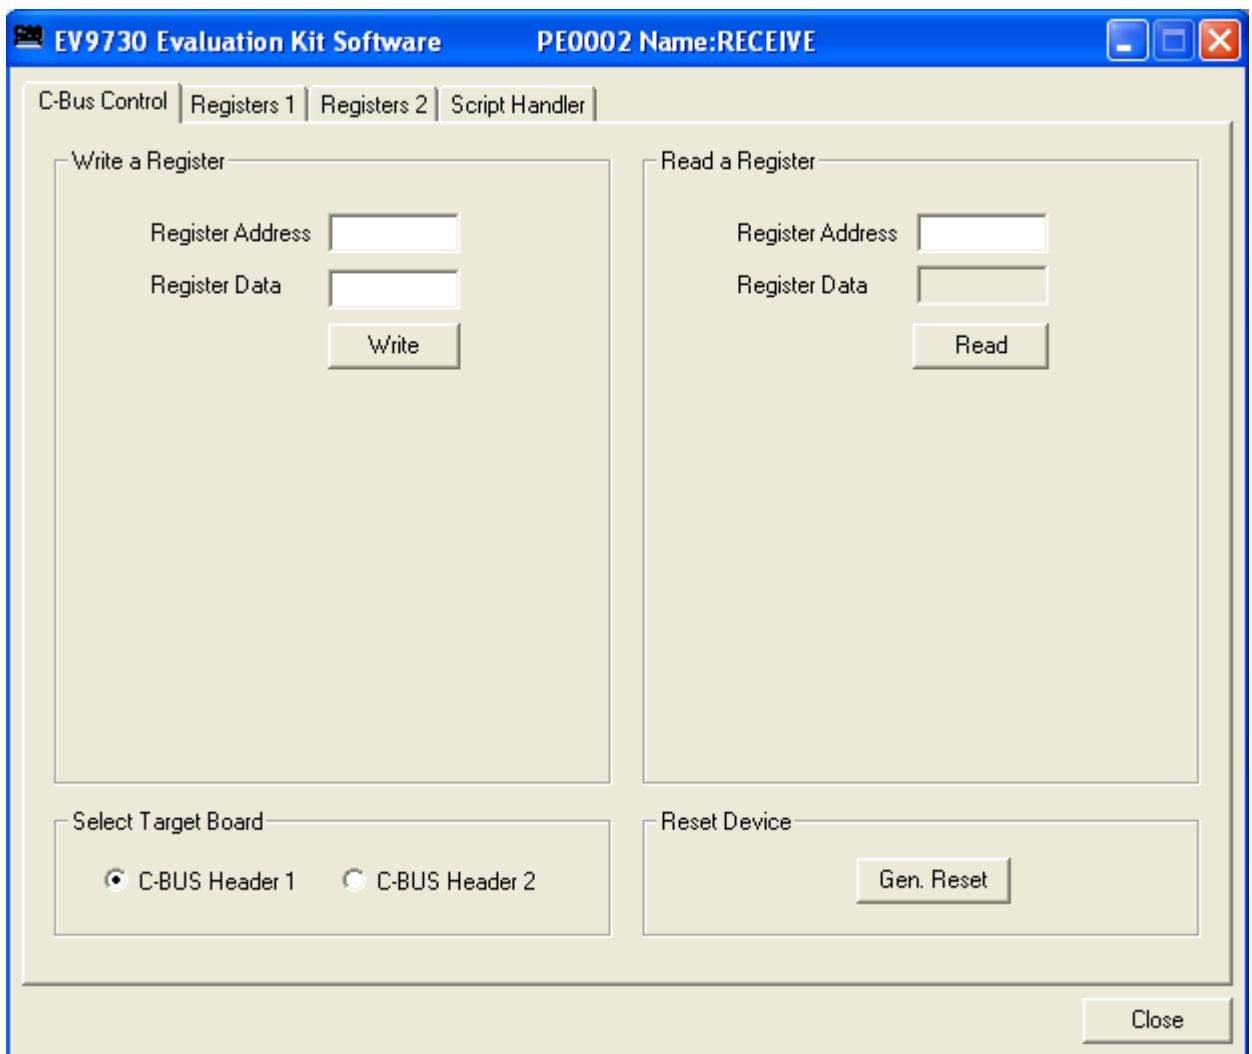 EV9730 Evaluation Kit Software PE0002 Name:RECEIVE
C-Bus Control Registers 1 Registers 2 Script Handler
Write a Register
Register Address
Register Data
Write
Read a Register
Register Address
Register Data
Read
Select Target Board
C-BUS Header 1 C-BUS Header 2
Reset Device
Gen. Reset
Close